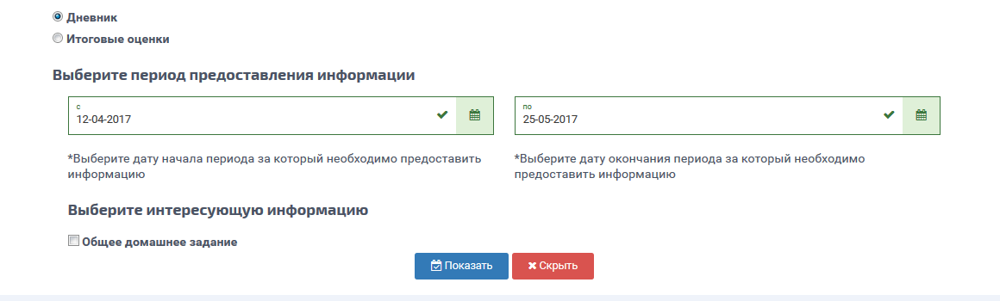 Дневник
Итоговые оценки
Выберите период предоставления информации
с
12-04-2017
по
25-05-2017
*Выберите дату начала периода за который необходимо предоставить
информацию
*Выберите дату окончания периода за который необходимо
предоставить информацию
Выберите интересующую информацию
Общее домашнее задание
Показать
Скрыть